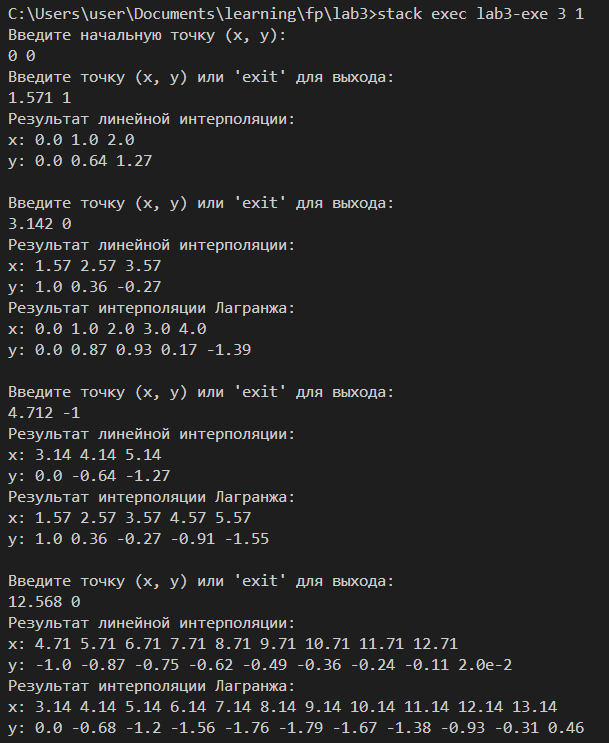 C:\Users\user\Documents\learning\fp\lab3>stack exec lab3-exe 3 1
Введите начальную точку (x, y):
0 0
Введите точку (x, y) или 'exit' для выхода:
1.571 1
Результат линейной интерполяции:
x: 0.0 1.0 2.0
y: 0.0 0.64 1.27
Введите точку (x, y) или 'exit' для выхода:
3.142 0
Результат линейной интерполяции:
x: 1.57 2.57 3.57
y: 1.0 0.36 -0.27
Результат интерполяции Лагранжа:
x: 0.0 1.0 2.0 3.0 4.0
y: 0.0 0.87 0.93 0.17 -1.39
Введите точку (x, y) или 'exit' для выхода:
4.712 -1
Результат линейной интерполяции:
x: 3.14 4.14 5.14
y: 0.0 -0.64 -1.27
Результат интерполяции Лагранжа:
x: 1.57 2.57 3.57 4.57 5.57
y: 1.0 0.36 -0.27 -0.91 -1.55
Введите точку (x, y) или 'exit' для выхода:
12.568 0
Результат линейной интерполяции:
x: 4.71 5.71 6.71 7.71 8.71 9.71 10.71 11.71 12.71
y: -1.0 -0.87 -0.75 -0.62 -0.49 -0.36 -0.24 -0.11 2.0e-2
Результат интерполяции Лагранжа:
x: 3.14 4.14 5.14 6.14 7.14 8.14 9.14 10.14 11.14 12.14 13.14
y: 0.0 -0.68 -1.2 -1.56 -1.76 -1.79 -1.67 -1.38 -0.93 -0.31 0.46